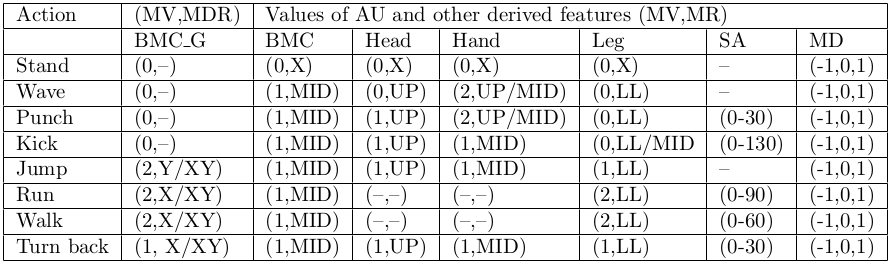 Action (MV,MDR) Values of AU and other derived features (MV,MR)
BMC_G BMC Head Hand Leg SA MD
Stand (0,–) (0,X) (0,X) (0,X) (0,X) – (-1,0,1)
Wave (0,–) (1,MID) (0,UP) (2,UP/MID) (0,LL) – (-1,0,1)
Punch (0,–) (1,MID) (1,UP) (2,UP/MID) (0,LL) (0-30) (-1,0,1)
Kick (0,–) (1,MID) (1,UP) (1,MID) (0,LL/MID (0-130) (-1,0,1)
Jump (2,Y/XY) (1,MID) (1,UP) (1,MID) (1,LL) – (-1,0,1)
Run (2,X/XY) (1,MID) (–,–) (–,–) (2,LL) (0-90) (-1,0,1)
Walk (2,X/XY) (1,MID) (–,–) (–,–) (2,LL) (0-60) (-1,0,1)
Turn back (1, X/XY) (1,MID) (1,UP) (1,MID) (1,LL) (0-30) (-1,0,1)